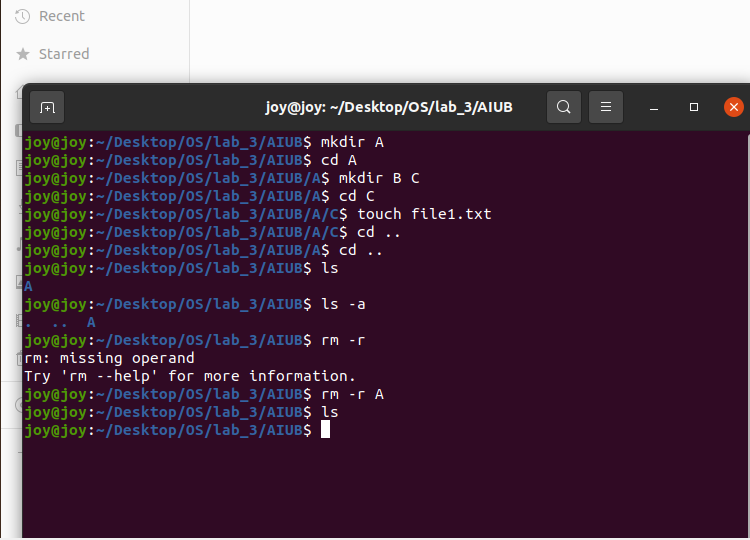 Recent
Starred
joy@joy: ~/Desktop/OS/lab_3/AIUB
joy@joy:~/Desktop/OS/lab_3/AIUB$ mkdir A
joy@joy:~/Desktop/OS/lab_3/AIUB$ cd A
joy@joy:~/Desktop/OS/lab_3/AIUB/A$ mkdir B C
joy@joy:~/Desktop/OS/lab_3/AIUB/A$ cd C
joy@joy:~/Desktop/OS/lab_3/AIUB/A/C$ touch file1.txt
joy@joy:~/Desktop/OS/lab_3/AIUB/A/C$ cd ..
joy@joy:~/Desktop/OS/lab_3/AIUB/A$ cd ..
joy@joy:~/Desktop/OS/lab_3/AIUB$ ls
A
joy@joy:~/Desktop/OS/lab_3/AIUB$ ls -a
.  ..  A
joy@joy:~/Desktop/OS/lab_3/AIUB$ rm -r
rm: missing operand
Try 'rm --help' for more information.
joy@joy:~/Desktop/OS/lab_3/AIUB$ rm -r A
joy@joy:~/Desktop/OS/lab_3/AIUB$ ls
joy@joy:~/Desktop/OS/lab_3/AIUB$